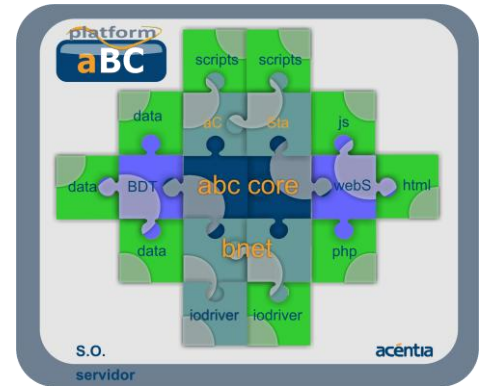 platform
aBC
scripts scripts
data aC Sta js
data BDT abc core webS html
data bnet php
iodriver iodriver
S.O. acentia
servidor